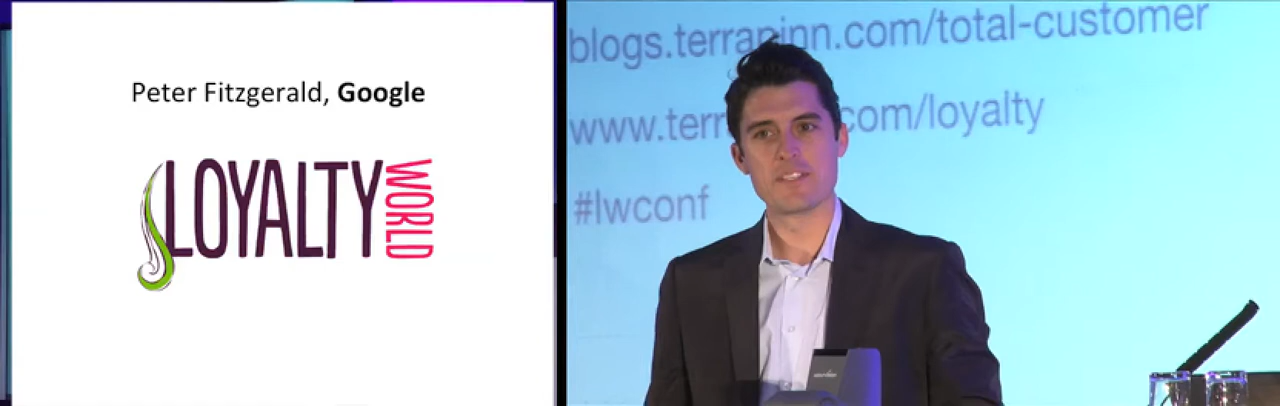 Peter Fitzgerald, Google
LOYALTY
WORLD
blogs.terrapinn.com/total-customer
www.terr com/loyalty
#lwconf